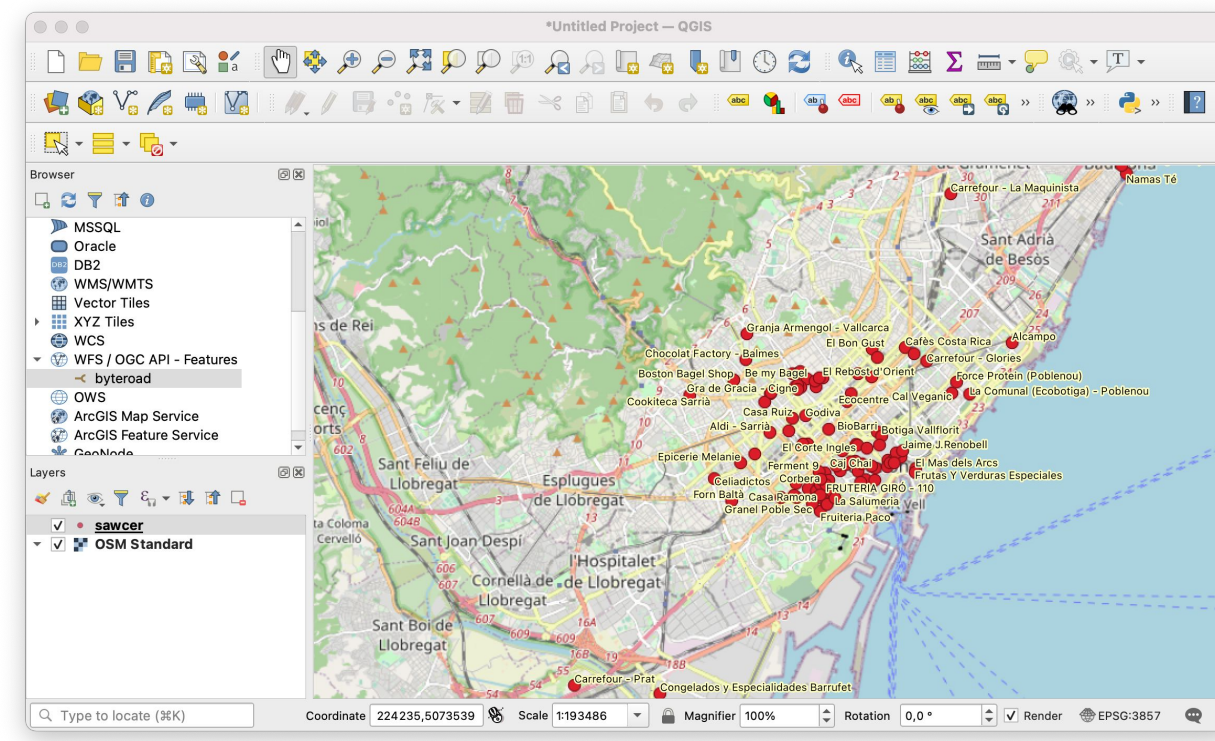 *Untitled Project — QGIS
Browser
MSSQL
Oracle
DB2
DB2
WMS/WMTS
Vector Tiles
XYZ Tiles
WCS
WFS / OGC API - Features
byteroad
OWS
ArcGIS Map Service
ArcGIS Feature Service
GeoNode
Layers
sawcer
OSM Standard
Namas Té
Carrefour - La Maquinista
Sant Adrià
de Besòs
Granja Armengol - Vallcarca
El Bon Gust
Cafès Costa Rica
Alcampo
Chocolat Factory - Balmes
Carrefour - Glories
Boston Bagel Shop
Be my Bagel
El Rebost d'Orient
Force Protein (Poblenou)
Gra de Gracia - Cigne
La Comunal (Ecobotiga) - Poblenou
Cookiteca Sarrià
Ecocentre
Cal Veganic
Casa Ruiz
Godiva
Aldi - Sarrià
BioBarri
Botiga Vallflorit
El Corte Ingles
Jaime J.Renobell
Epicerie Melanie
Ferment 9
Caj Chai
El Mas dels Arcs
Frutas Y Verduras Especiales
Celiadictos
Corbera
FRUTERIA GIRÓ - 110
Forn Baltà
Casa Ramona
La Salumeria
Granel Poble Sec
Fruiteria Paco
Sant Feliu de
Llobregat
Esplugues
de Llobregat
Cervelló
Sant Joan Despí
l'Hospitalet
de Llobregat
Cornellà de
Llobregat
Sant Boi de
Llobregat
Carrefour - Prat
Congelados y Especialidades Barrufet
Type to locate (⌘K)
Coordinate 224235,5073539
Scale 1:193486
Magnifier 100%
Rotation 0,0 °
Render
EPSG:3857